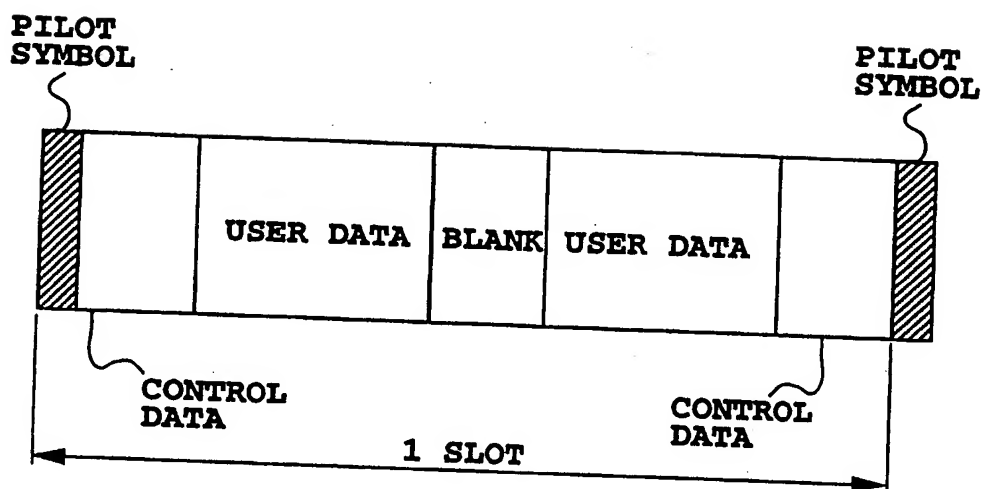 PILOT
SYMBOL
PILOT
SYMBOL
USER DATA
BLANK
USER DATA
CONTROL
DATA
CONTROL
DATA
1 SLOT